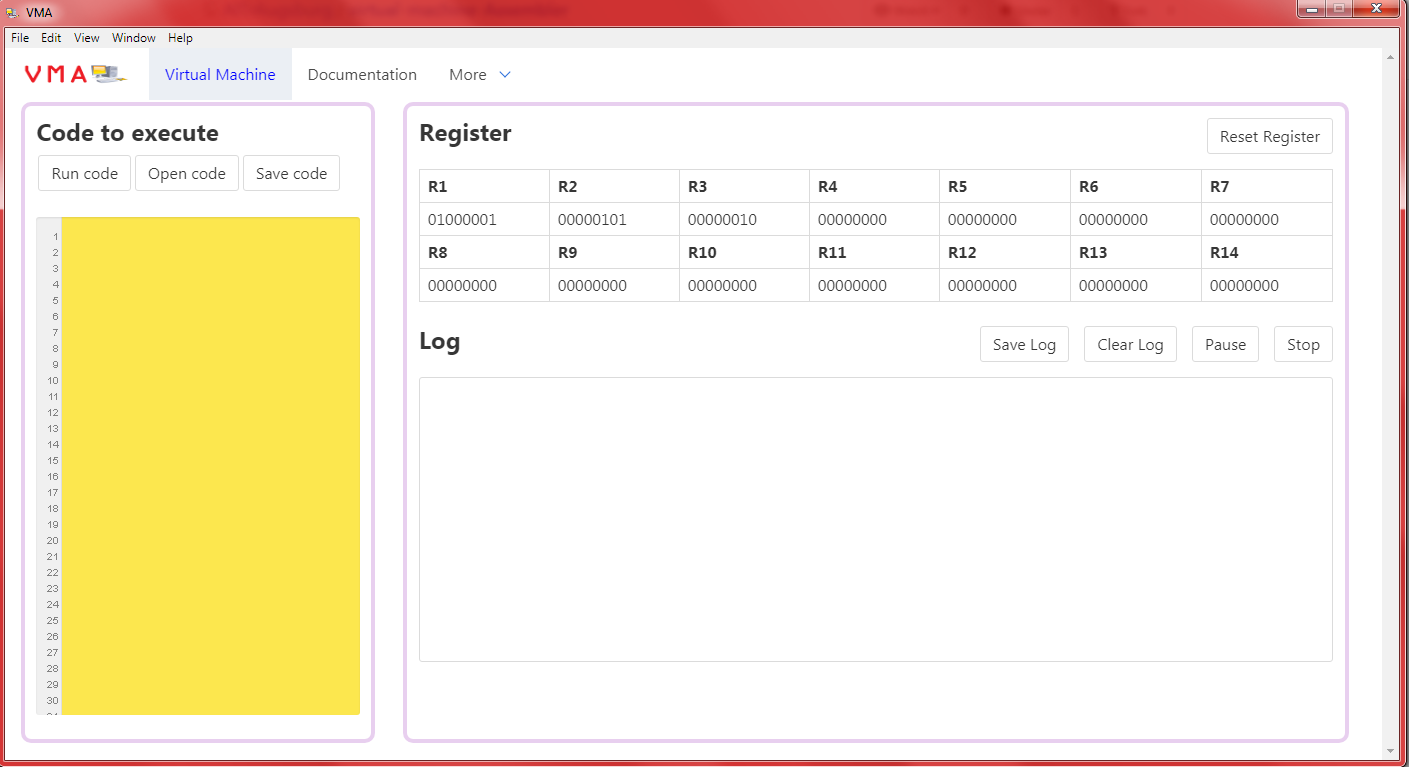 VMA
File Edit View Window Help
VMA Virtual Machine Documentation More
Code to execute
Run code Open code Save code
1
2
3
4
5
6
7
8
9
10
11
12
13
14
15
16
17
18
19
20
21
22
23
24
25
26
27
28
29
30
Register Reset Register
R1 R2 R3 R4 R5 R6 R7
01000001 00000101 00000010 00000000 00000000 00000000 00000000
R8 R9 R10 R11 R12 R13 R14
00000000 00000000 00000000 00000000 00000000 00000000 00000000
Log Save Log Clear Log Pause Stop